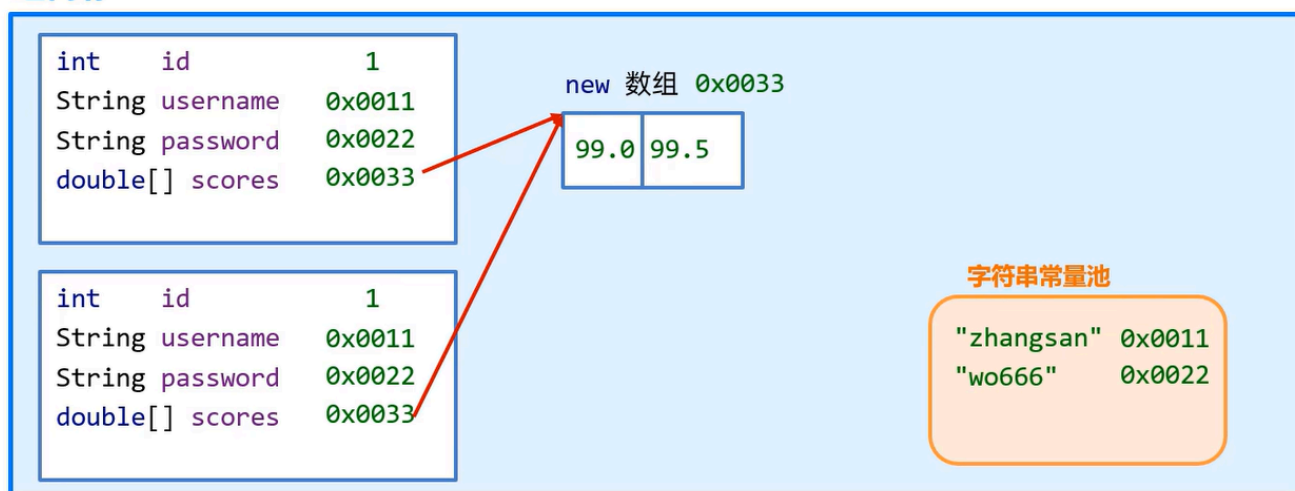 int id 1
String username 0x0011
String password 0x0022
double[] scores 0x0033
new 数组 0x0033
99.0 99.5
int id 1
String username 0x0011
String password 0x0022
double[] scores 0x0033
字符串常量池
"zhangsan" 0x0011
"wo666" 0x0022